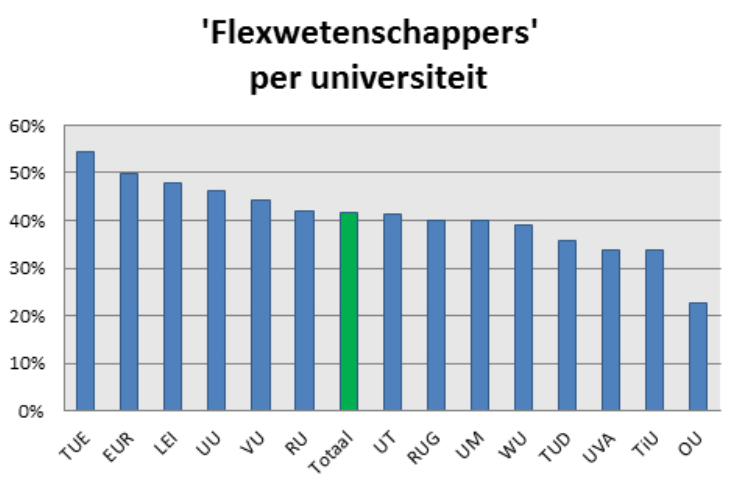 'Flexwetenschappers'
per universiteit
60%
50%
40%
30%
20%
10%
0%
TUE
EUR
LEI
UU
VU
RU
Totaal
UT
RUG
UM
WU
TUD
UVA
TiU
OU